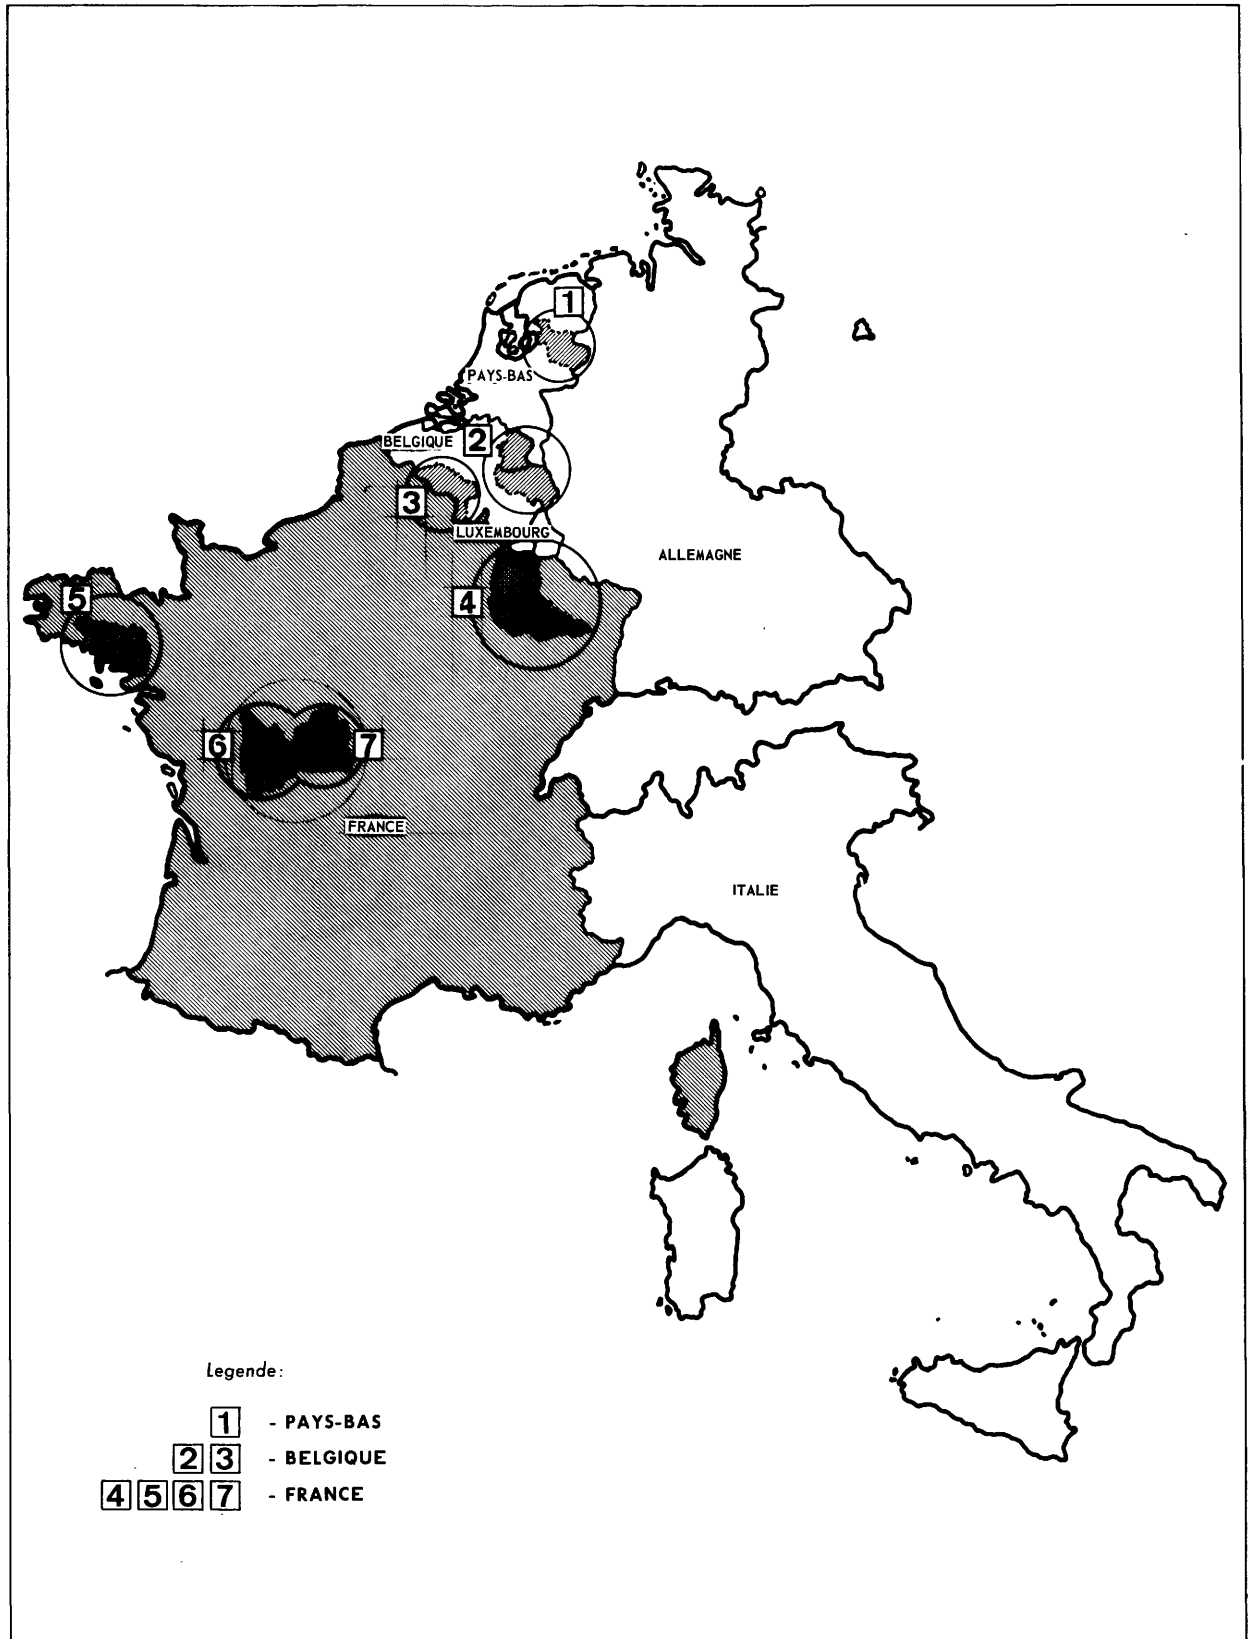 1
PAYS-BAS
BELGIQUE 2
3
LUXEMBOURG
ALLEMAGNE
5
4
6 7
FRANCE
ITALIE
Legende:
1 - PAYS-BAS
2 3 - BELGIQUE
4 5 6 7 - FRANCE